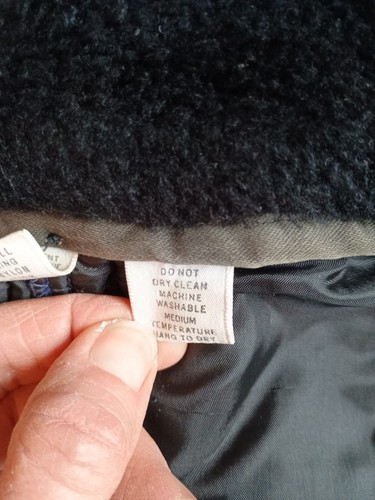 DO NOT
DRY CLEAN
MACHINE
WASHABLE
MEDIUM
TEMPERATURE
HANG TO DRY